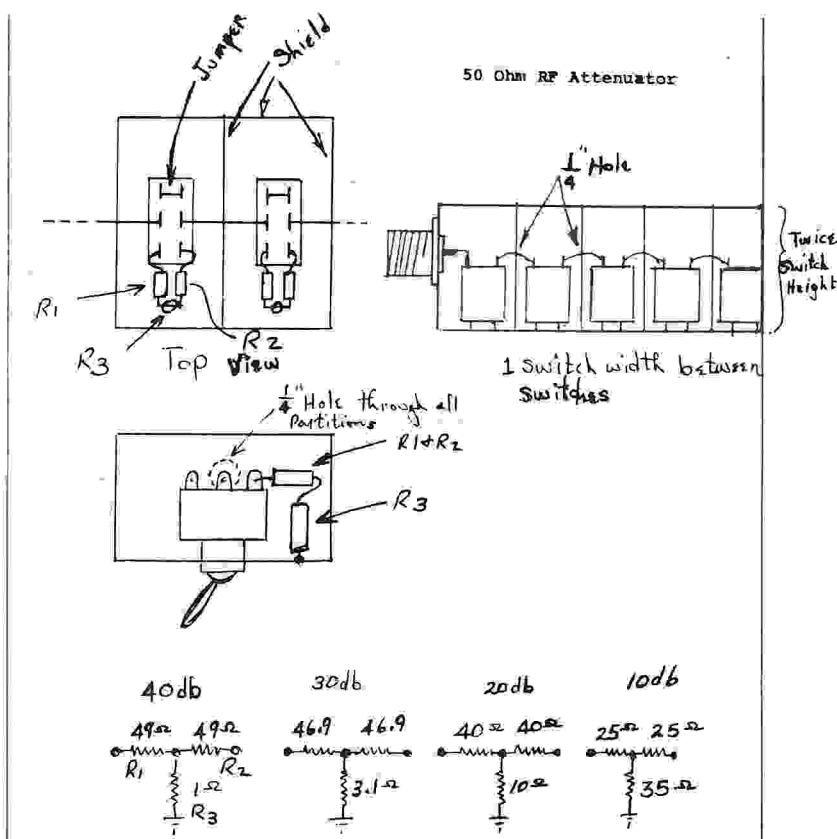 Jumper
Shield
50 Ohm RF Attenuator
1/4" Hole
Twice
Switch
Height
R1
R2
R3
Top View
1 Switch width between
switches
1/4" Hole through all
Partitions
R1+R2
R3
40db
30db
20db
10db
49Ω 49Ω
46.9 46.9
40Ω 40Ω
25Ω 25Ω
R1 R2
1Ω
3.1Ω
10Ω
35Ω
R3